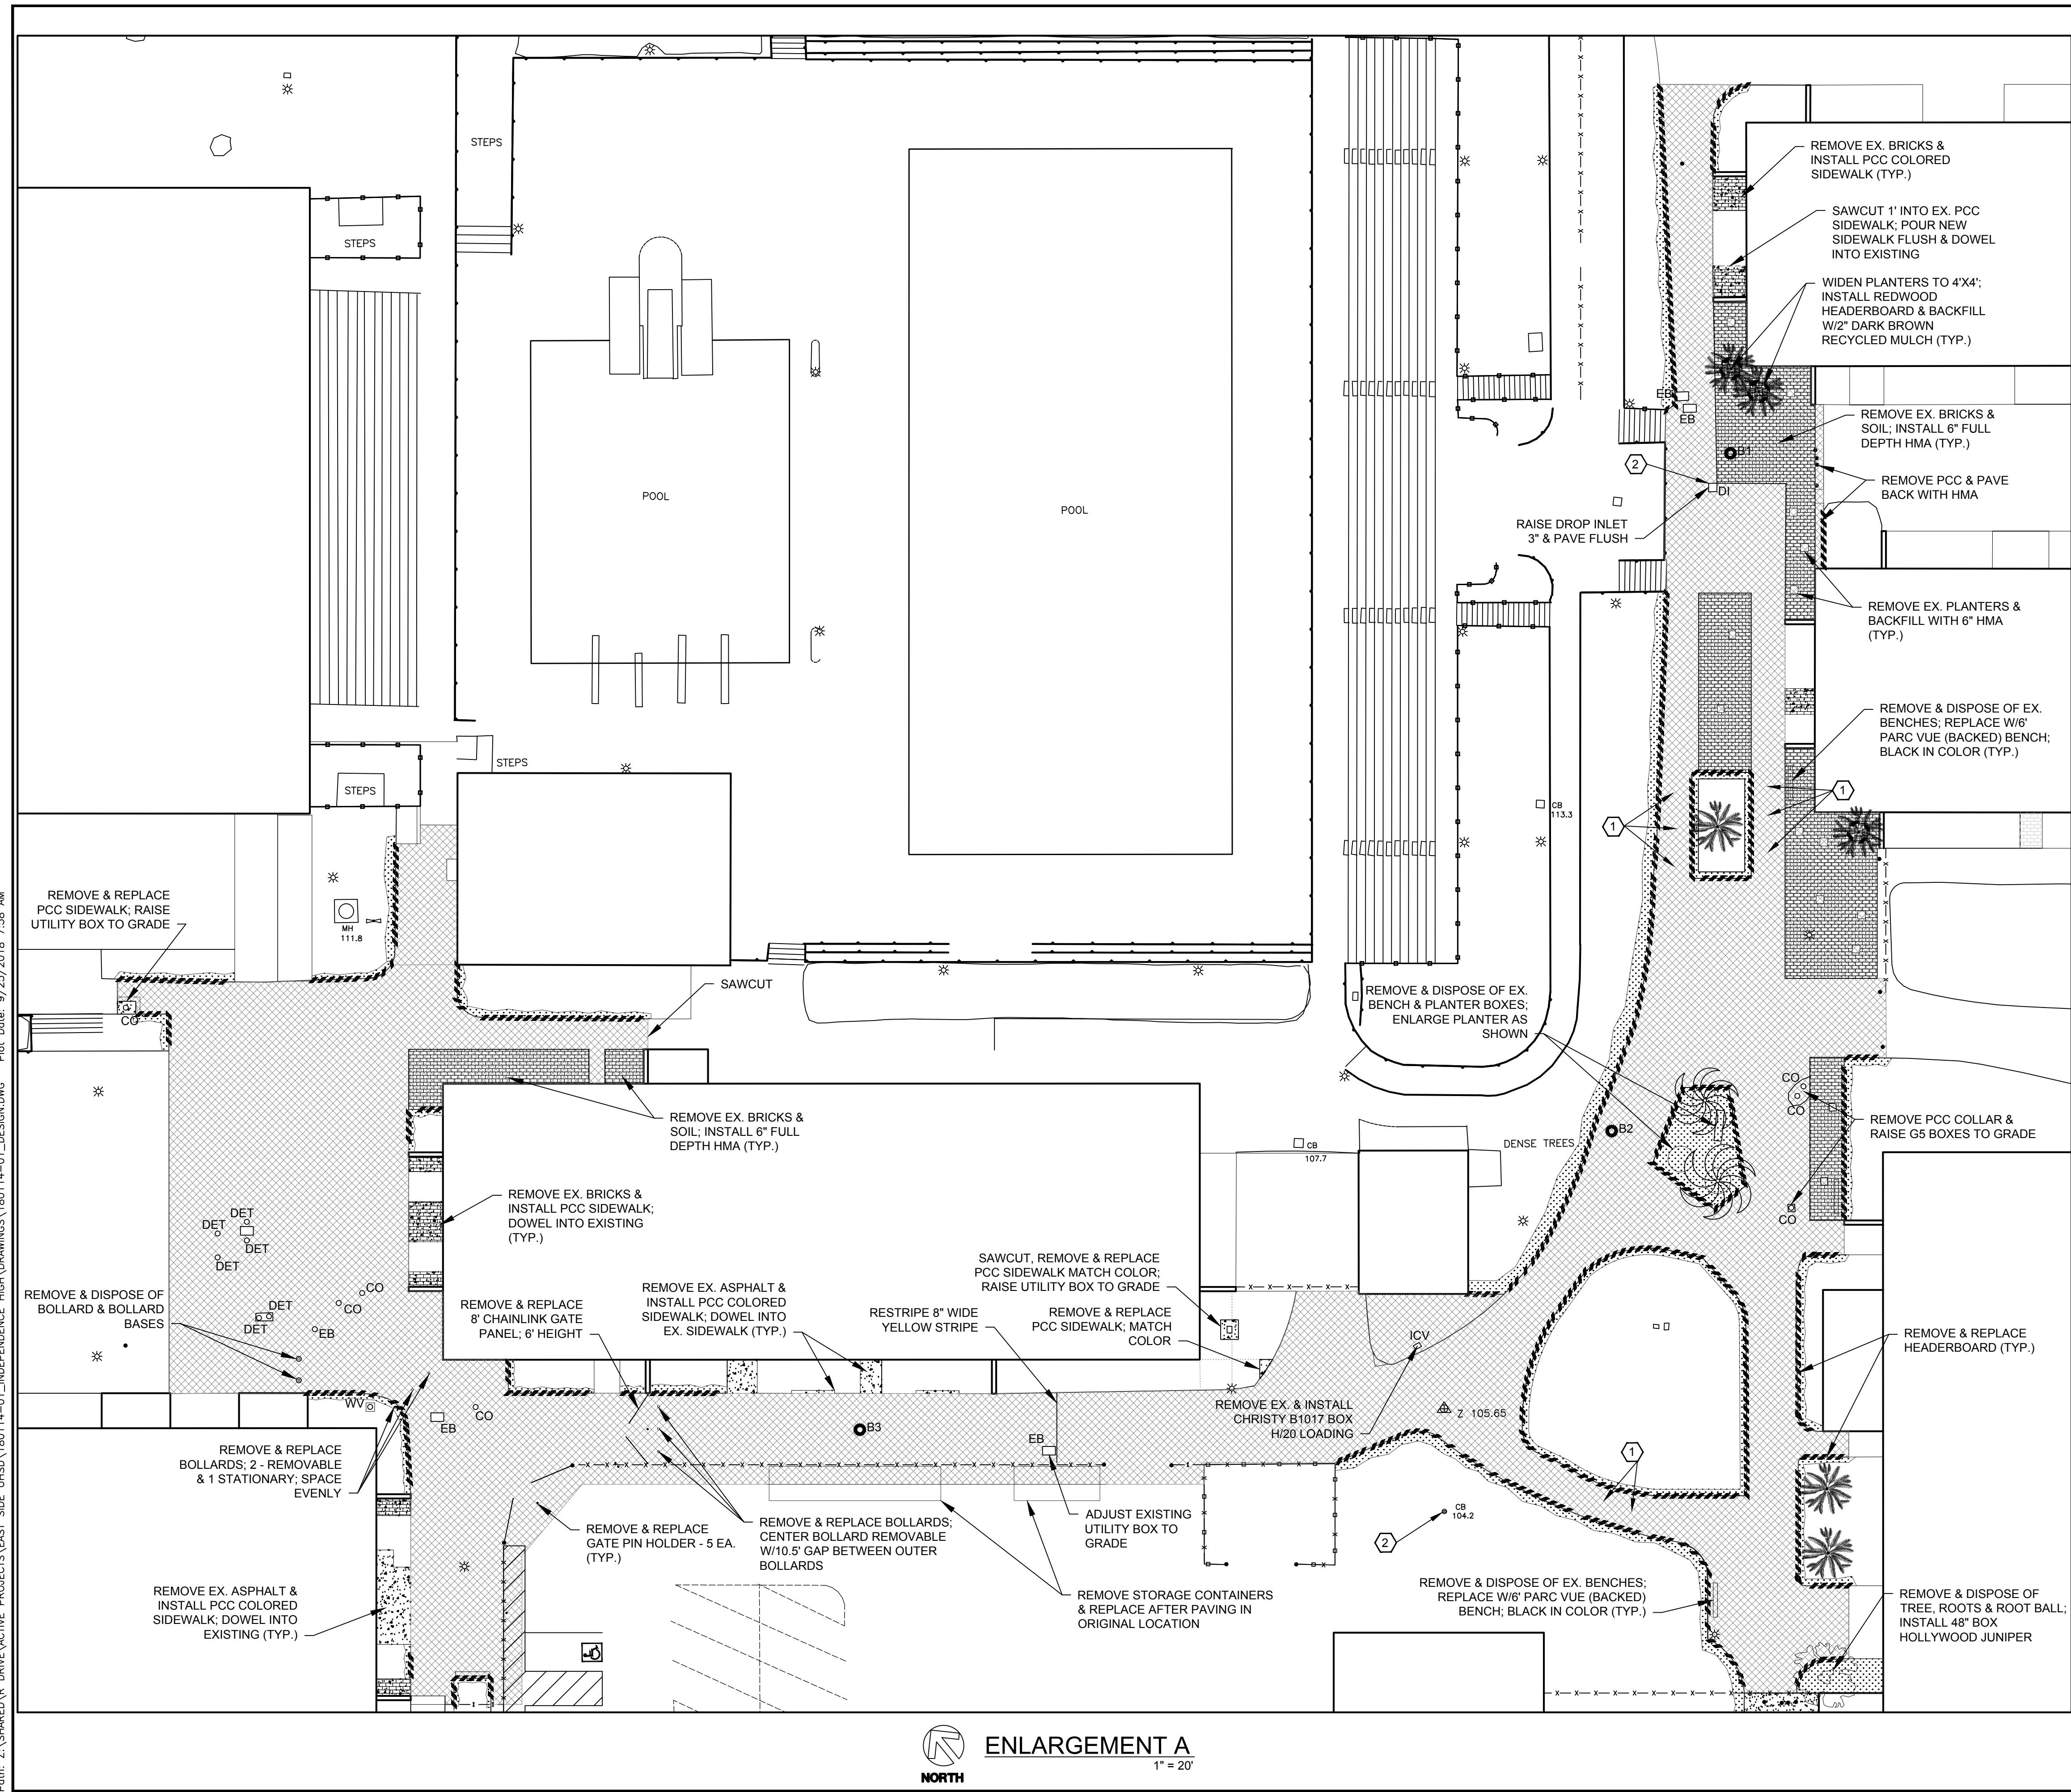 STEPS
STEPS
POOL
POOL
STEPS
STEPS
REMOVE EX. BRICKS &
INSTALL PCC COLORED
SIDEWALK (TYP.)
SAWCUT 1' INTO EX. PCC
SIDEWALK; POUR NEW
SIDEWALK FLUSH & DOWEL
INTO EXISTING
WIDEN PLANTERS TO 4'X4';
INSTALL REDWOOD
HEADERBOARD & BACKFILL
W/2" DARK BROWN
RECYCLED MULCH (TYP.)
EB
EB
REMOVE EX. BRICKS &
SOIL; INSTALL 6" FULL
DEPTH HMA (TYP.)
B1
2
DI
REMOVE PCC & PAVE
BACK WITH HMA
RAISE DROP INLET
3" & PAVE FLUSH
REMOVE EX. PLANTERS &
BACKFILL WITH 6" HMA
(TYP.)
REMOVE & DISPOSE OF EX.
BENCHES; REPLACE W/6'
PARC VUE (BACKED) BENCH;
BLACK IN COLOR (TYP.)
1
1
CB
113.3
REMOVE & REPLACE
PCC SIDEWALK; RAISE
UTILITY BOX TO GRADE
MH
111.8
CO
SAWCUT
REMOVE & DISPOSE OF EX.
BENCH & PLANTER BOXES;
ENLARGE PLANTER AS
SHOWN
CO
CO
REMOVE PCC COLLAR &
RAISE G5 BOXES TO GRADE
CO
REMOVE EX. BRICKS &
SOIL; INSTALL 6" FULL
DEPTH HMA (TYP.)
CB
107.7
DENSE TREES
B2
REMOVE EX. BRICKS &
INSTALL PCC SIDEWALK;
DOWEL INTO EXISTING
(TYP.)
DET
DET
DET
DET
DET
DET
CO
CO
EB
REMOVE & DISPOSE OF
BOLLARD & BOLLARD
BASES
REMOVE & REPLACE
8' CHAINLINK GATE
PANEL; 6' HEIGHT
REMOVE EX. ASPHALT &
INSTALL PCC COLORED
SIDEWALK; DOWEL INTO
EX. SIDEWALK (TYP.)
RESTRIPE 8" WIDE
YELLOW STRIPE
SAWCUT, REMOVE & REPLACE
PCC SIDEWALK MATCH COLOR;
RAISE UTILITY BOX TO GRADE
REMOVE & REPLACE
PCC SIDEWALK; MATCH
COLOR
ICV
REMOVE & REPLACE
HEADERBOARD (TYP.)
WV
EB
CO
B3
EB
REMOVE EX. & INSTALL
CHRISTY B1017 BOX
H/20 LOADING
Z 105.65
1
REMOVE & REPLACE
BOLLARDS; 2 - REMOVABLE
& 1 STATIONARY; SPACE
EVENLY
REMOVE & REPLACE
GATE PIN HOLDER - 5 EA.
(TYP.)
REMOVE & REPLACE BOLLARDS;
CENTER BOLLARD REMOVABLE
W/10.5' GAP BETWEEN OUTER
BOLLARDS
ADJUST EXISTING
UTILITY BOX TO
GRADE
CB
104.2
2
REMOVE EX. ASPHALT &
INSTALL PCC COLORED
SIDEWALK; DOWEL INTO
EXISTING (TYP.)
REMOVE STORAGE CONTAINERS
& REPLACE AFTER PAVING IN
ORIGINAL LOCATION
REMOVE & DISPOSE OF EX. BENCHES;
REPLACE W/6' PARC VUE (BACKED)
BENCH; BLACK IN COLOR (TYP.)
REMOVE & DISPOSE OF
TREE, ROOTS & ROOT BALL;
INSTALL 48" BOX
HOLLYWOOD JUNIPER
NORTH
ENLARGEMENT A
1" = 20'